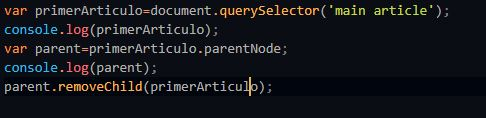 var primerArticulo=document.querySelector('main article');
console.log(primerArticulo);
var parent=primerArticulo.parentNode;
console.log(parent);
parent.removeChild(primerArticulo);